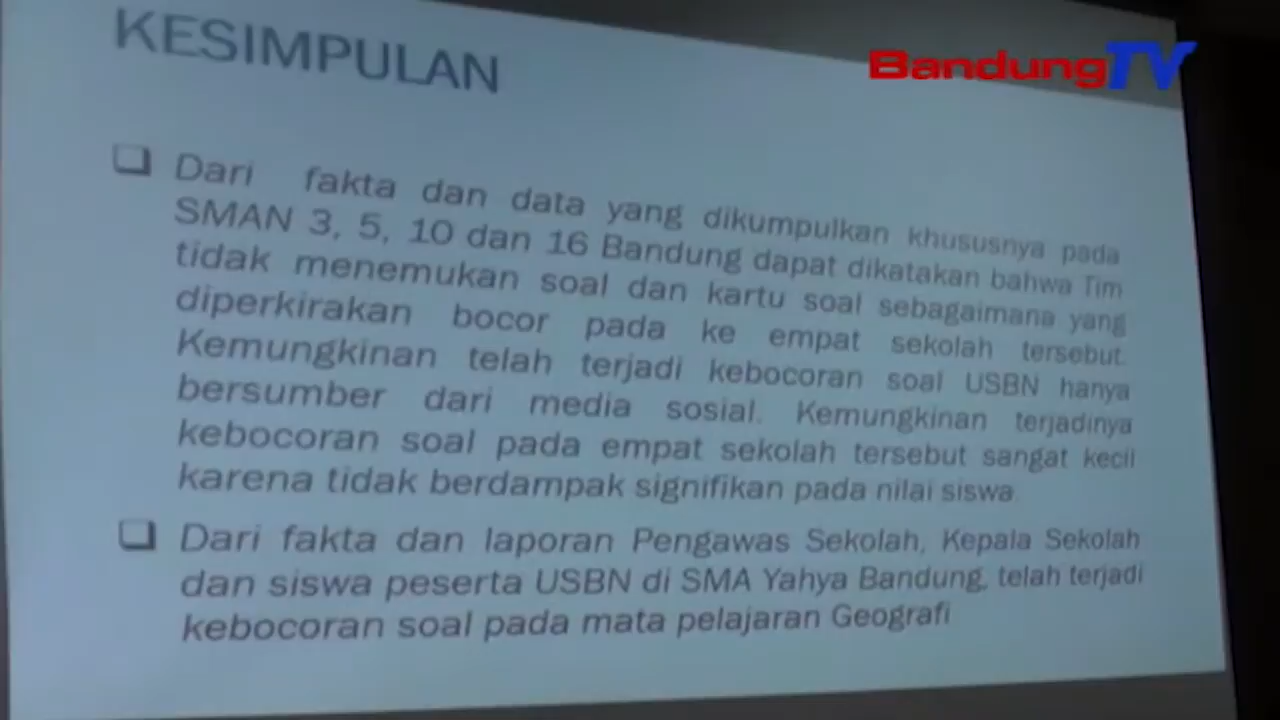 KESIMPULAN
BandungTV
❑ Dari fakta dan data yang dikumpulkan khususnya pada
SMAN 3, 5, 10 dan 16 Bandung dapat dikatakan bahwa Tim
tidak menemukan soal dan kartu soal sebagaimana yang
diperkirakan bocor pada ke empat sekolah tersebut.
Kemungkinan telah terjadi kebocoran soal USBN hanya
bersumber dari media sosial. Kemungkinan terjadinya
kebocoran soal pada empat sekolah tersebut sangat kecil
karena tidak berdampak signifikan pada nilai siswa.
❑ Dari fakta dan laporan Pengawas Sekolah, Kepala Sekolah
dan siswa peserta USBN di SMA Yahya Bandung, telah terjadi
kebocoran soal pada mata pelajaran Geografi